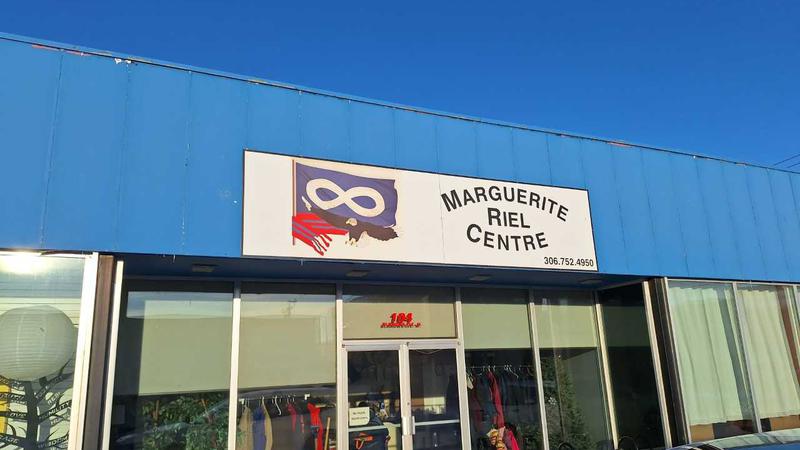 MARGUERITE
RIEL
CENTRE
306.752.4950
104